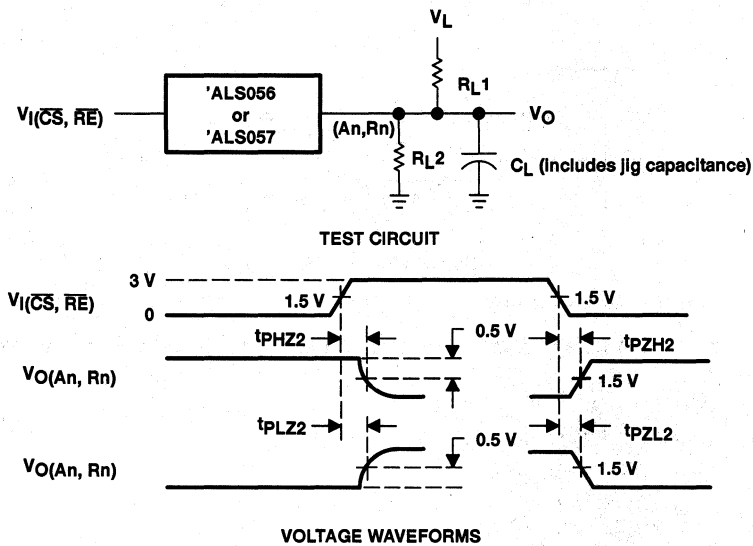 VL
'ALS056
or
'ALS057
VI(CS, RE)
(An,Rn)
RL1
RL2
VO
CL (includes jig capacitance)
TEST CIRCUIT
VI(CS, RE)
3 V
0
1.5 V
1.5 V
tPHZ2
0.5 V
tPZH2
VO(An, Rn)
1.5 V
tPLZ2
0.5 V
tPZL2
VO(An, Rn)
1.5 V
VOLTAGE WAVEFORMS